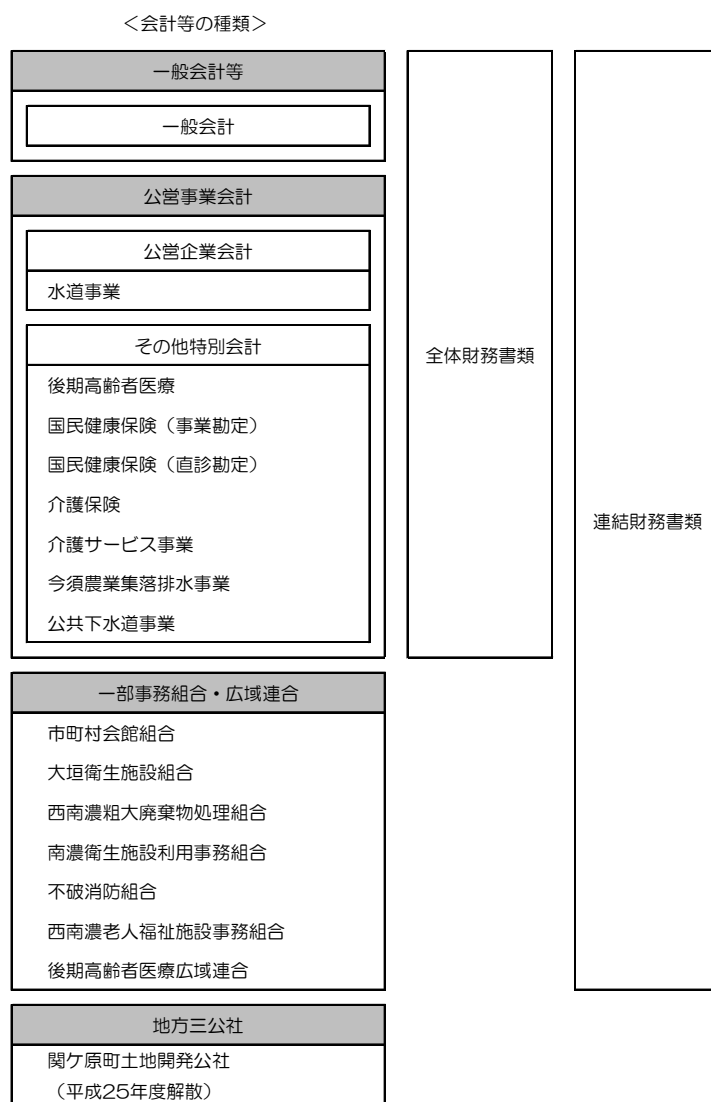 ＜会計等の種類＞
一般会計等
一般会計
公営事業会計
公営企業会計
水道事業
その他特別会計
後期高齢者医療
国民健康保険（事業勘定）
国民健康保険（直診勘定）
介護保険
介護サービス事業
今須農業集落排水事業
公共下水道事業
一部事務組合・広域連合
市町村会館組合
大垣衛生施設組合
西南濃粗大廃棄物処理組合
南濃衛生施設利用事務組合
不破消防組合
西南濃老人福祉施設事務組合
後期高齢者医療広域連合
地方三公社
関ケ原町土地開発公社
（平成25年度解散）
全体財務書類
連結財務書類